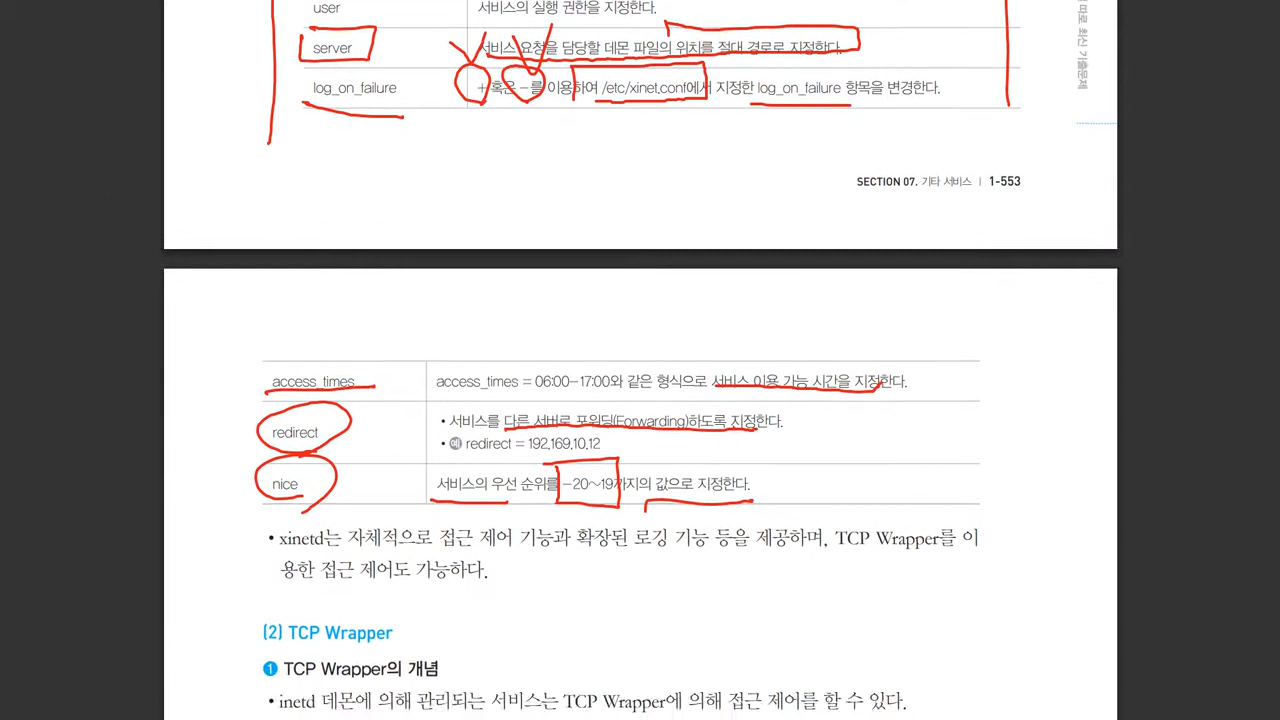 user 서비스의 실행 권한을 지정한다.
server 서비스 요청을 담당할 데몬 파일의 위치를 절대 경로로 지정한다.
log_on_failure + 혹은 -를 이용하여 /etc/xinet.conf에서 지정한 log_on_failure 항목을 변경한다.
따로 최신 기출문제
SECTION 07. 기타 서비스 | 1-553
access_times access_times = 06:00-17:00와 같은 형식으로 서비스 이용 가능 시간을 지정한다.
redirect
• 서비스를 다른 서버로 포워딩(Forwarding)하도록 지정한다.
• 예 redirect = 192.169.10.12
nice 서비스의 우선 순위를 -20~19까지의 값으로 지정한다.
• xinetd는 자체적으로 접근 제어 기능과 확장된 로깅 기능 등을 제공하며, TCP Wrapper를 이
용한 접근 제어도 가능하다.
(2) TCP Wrapper
1 TCP Wrapper의 개념
• inetd 데몬에 의해 관리되는 서비스는 TCP Wrapper에 의해 접근 제어를 할 수 있다.